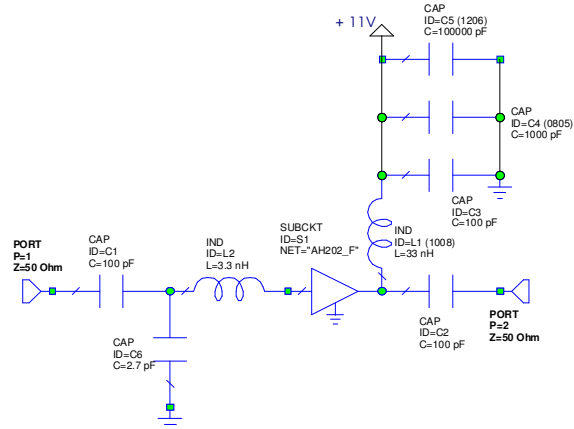 CAP
ID=C5 (1206)
C=100000 pF
+ 11V
CAP
ID=C4 (0805)
C=1000 pF
CAP
ID=C3
C=100 pF
IND
ID=L1 (1008)
L=33 nH
SUBCKT
ID=S1
NET="AH202_F"
IND
ID=L2
L=3.3 nH
CAP
ID=C1
C=100 pF
PORT
P=1
Z=50 Ohm
CAP
ID=C6
C=2.7 pF
CAP
ID=C2
C=100 pF
PORT
P=2
Z=50 Ohm